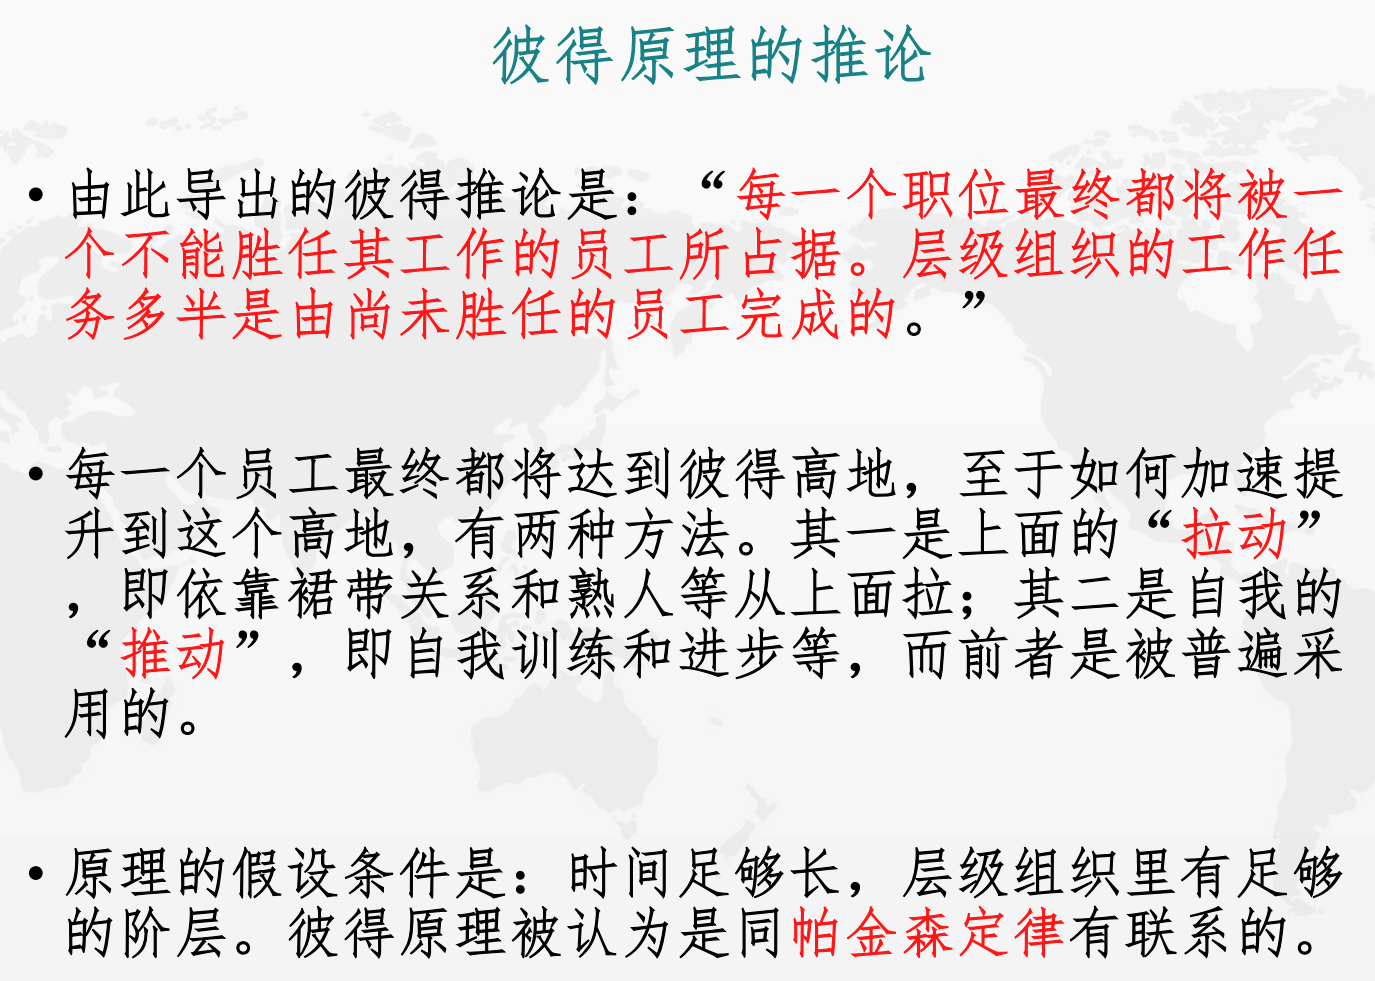 彼得原理的推论
• 由此导出的彼得推论是：“每一个职位最终都将被一
个不能胜任其工作的员工所占据。层级组织的工作任
务多半是由尚未胜任的员工完成的。”
• 每一个员工最终都将达到彼得高地，至于如何加速提
升到这个高地，有两种方法。其一是上面的“拉动”
，即依靠裙带关系和熟人等从上面拉；其二是自我的
“推动”，即自我训练和进步等，而前者是被普遍采
用的。
• 原理的假设条件是：时间足够长，层级组织里有足够
的阶层。彼得原理被认为是同帕金森定律有联系的。